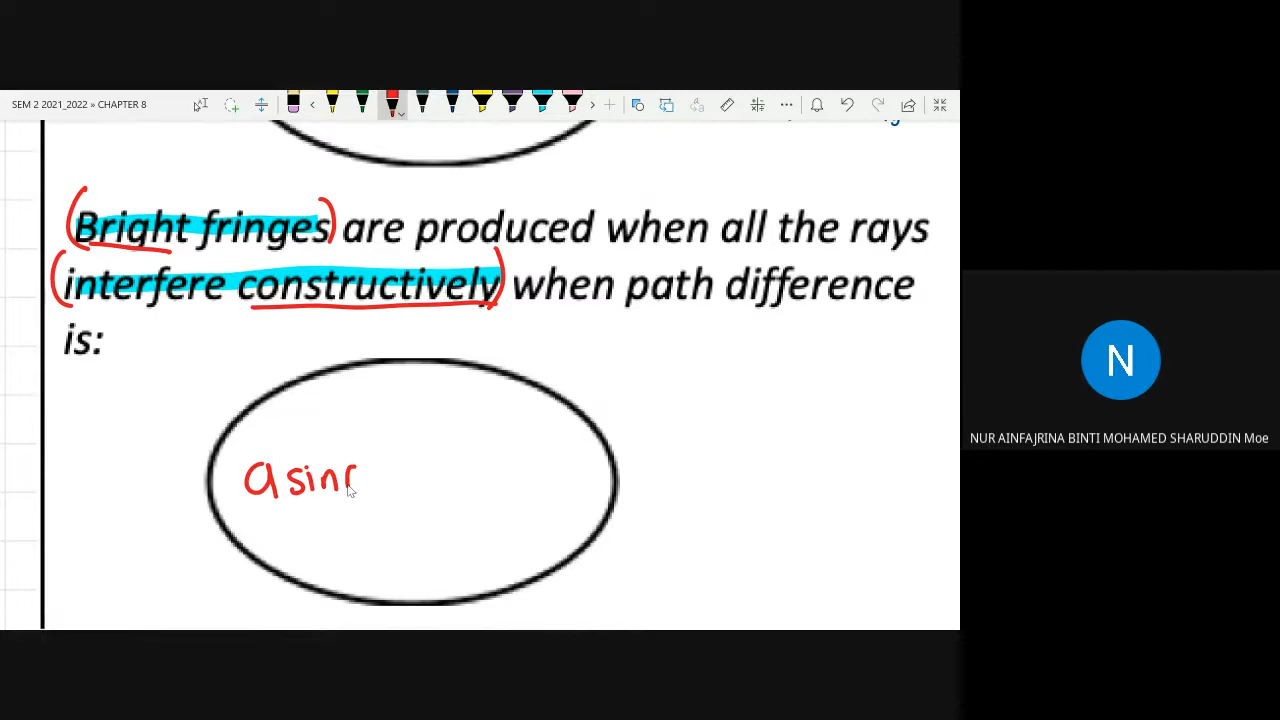 SEM 2 2021_2022 » CHAPTER 8
Bright fringes are produced when all the rays
interfere constructively when path difference
is:
a sin
N
NUR AINFAJRINA BINTI MOHAMED SHARUDDIN Moe